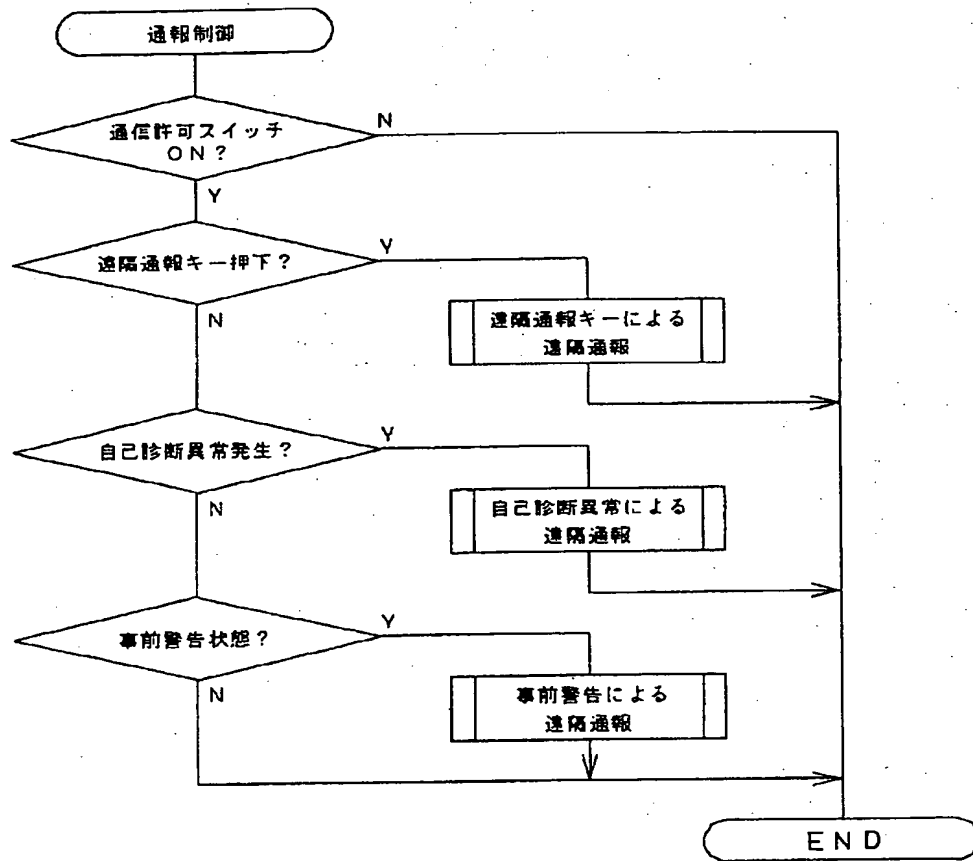 通報制御
通信許可スイッチ
ON?
N
Y
遠隔通報キー押下?
Y
N
遠隔通報キーによる
遠隔通報
自己診断異常発生?
Y
N
自己診断異常による
遠隔通報
事前警告状態?
Y
N
事前警告による
遠隔通報
END